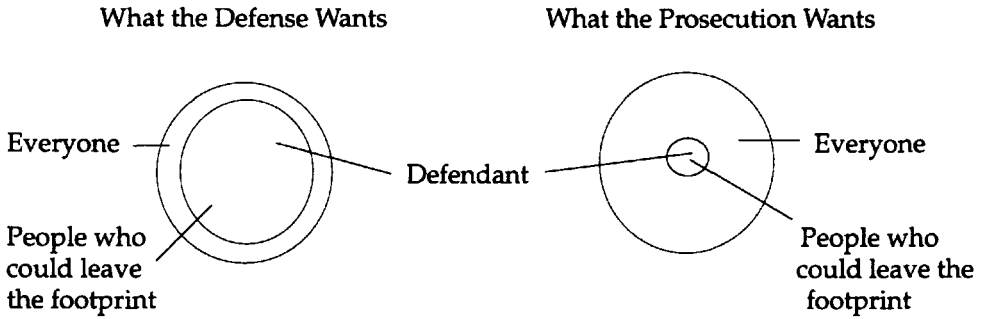 What the Defense Wants
What the Prosecution Wants
Everyone
Defendant
Everyone
People who
could leave
the footprint
People who
could leave the
footprint